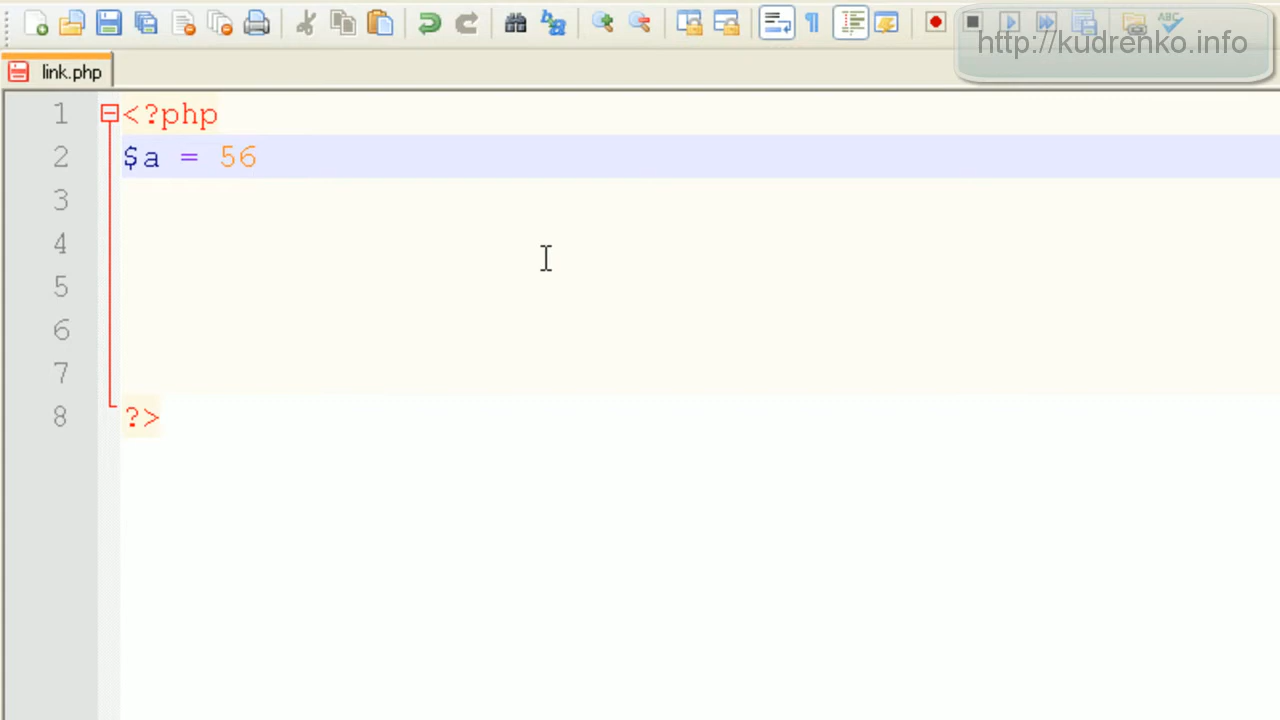 http://kudrenko.info
link.php
1 <?php
2 $a = 56
3
4
5
6
7
8 ?>